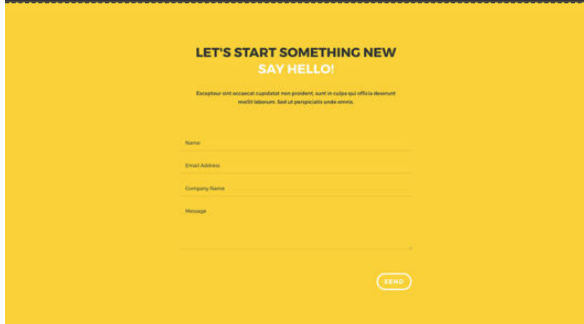 LET'S START SOMETHING NEW
SAY HELLO!
Excepteur sint occaecat cupidatat non proident, sunt in culpa qui officia deserunt
mollit laborum. Sed ut perspiciatis unde omnis.
Name
Email Address
Company Name
Message
SEND